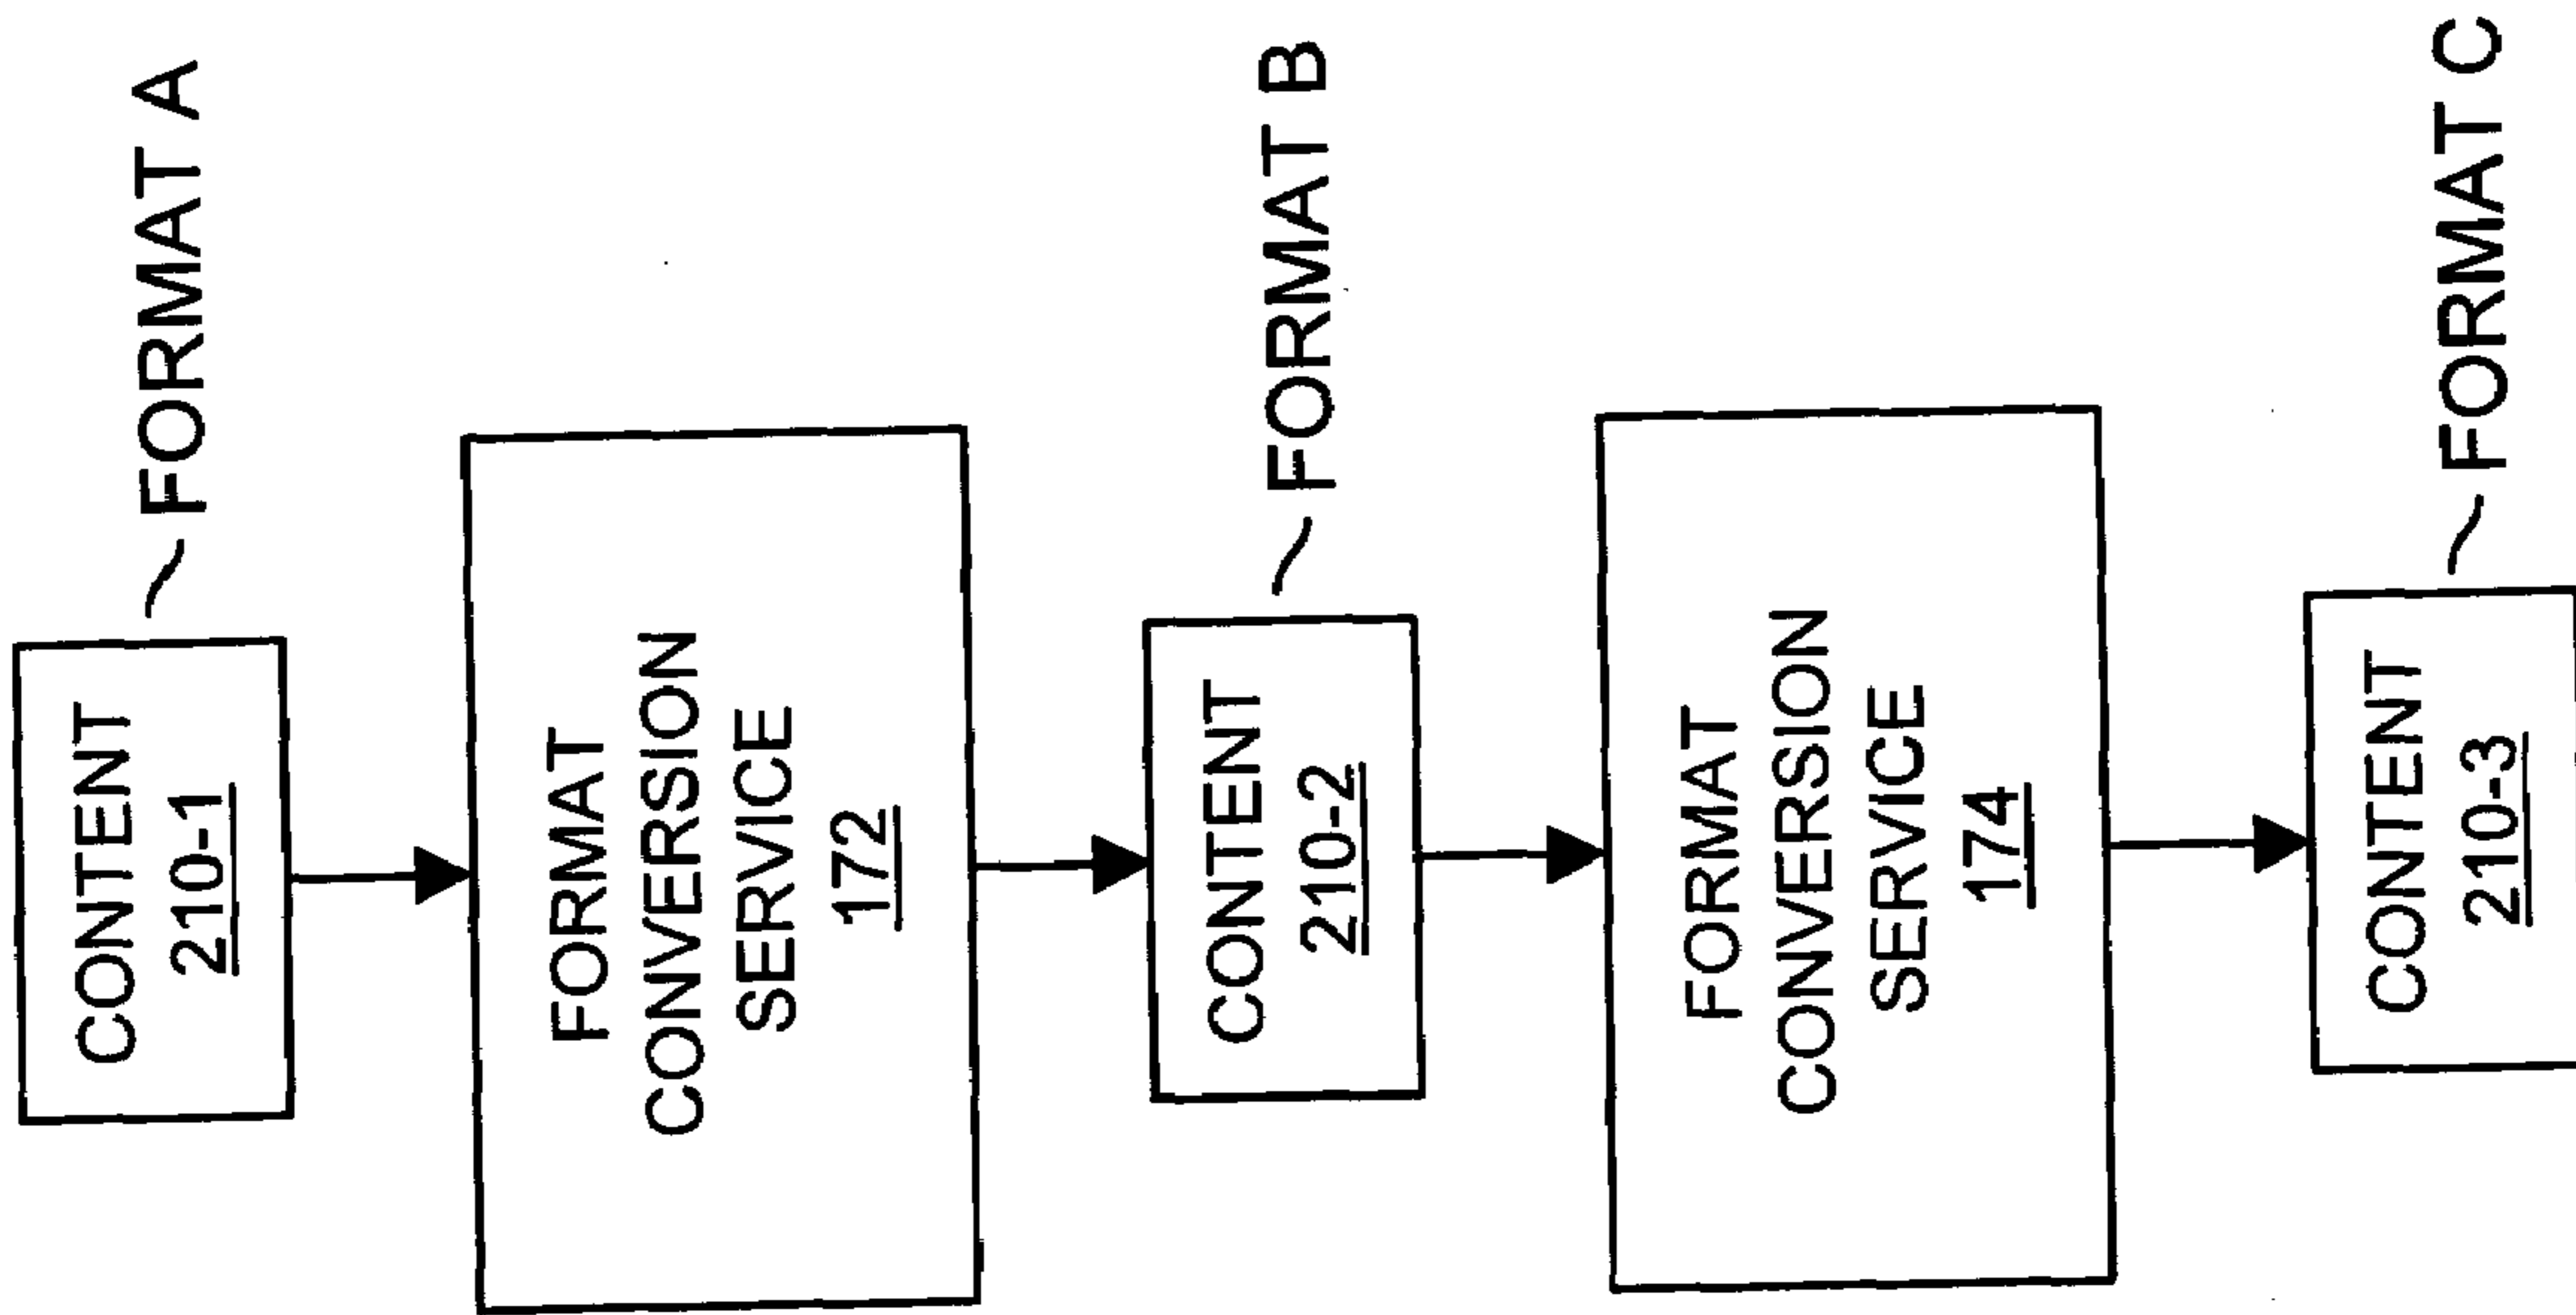 CONTENT
210-1
FORMAT A
FORMAT
CONVERSION
SERVICE
172
CONTENT
210-2
FORMAT B
FORMAT
CONVERSION
SERVICE
174
CONTENT
210-3
FORMAT C